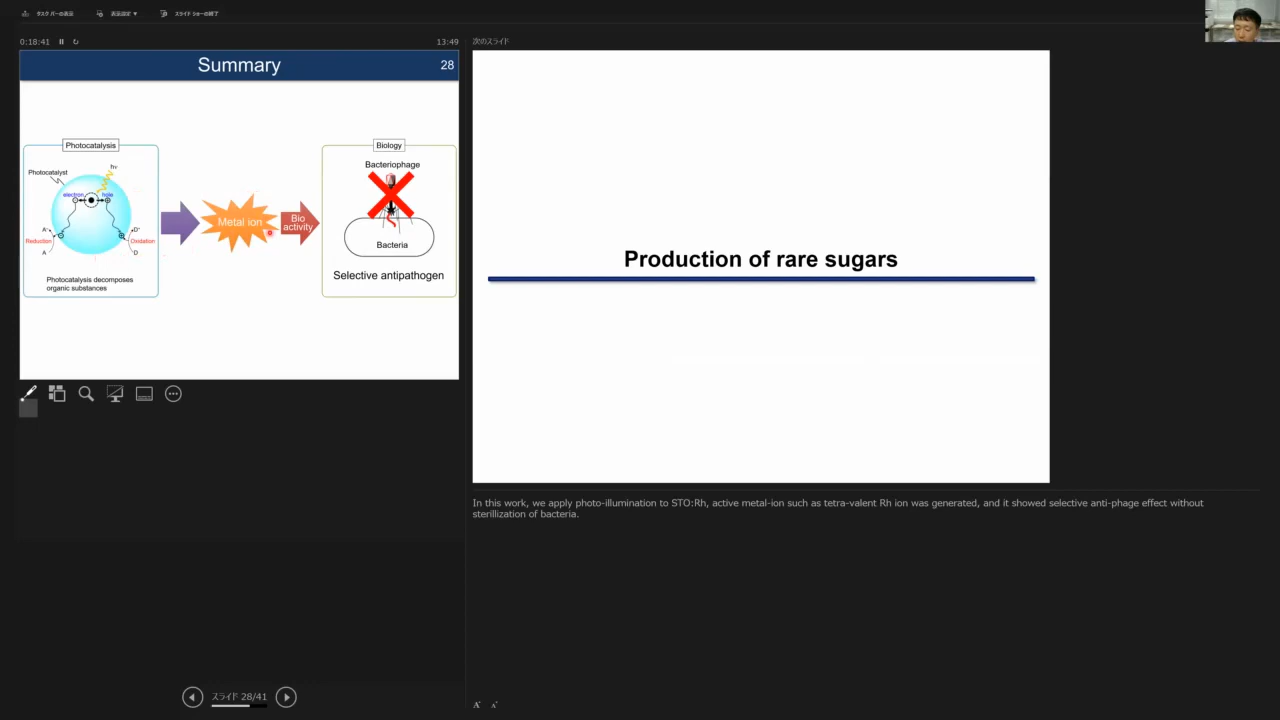 タスク バーの表示 表示設定 ▼ スライド ショーの終了
0:18:41 13:49
Summary 28
Photocatalysis
Photocatalyst
hν
electron hole
A⁻ D⁺
Reduction Oxidation
A D
Photocatalysis decomposes
organic substances
Metal ion
Bio
activity
Biology
Bacteriophage
Bacteria
Selective antipathogen
スライド 28/41
次のスライド
Production of rare sugars
In this work, we apply photo-illumination to STO:Rh, active metal-ion such as tetra-valent Rh ion was generated, and it showed selective anti-phage effect without
sterillization of bacteria.
A A